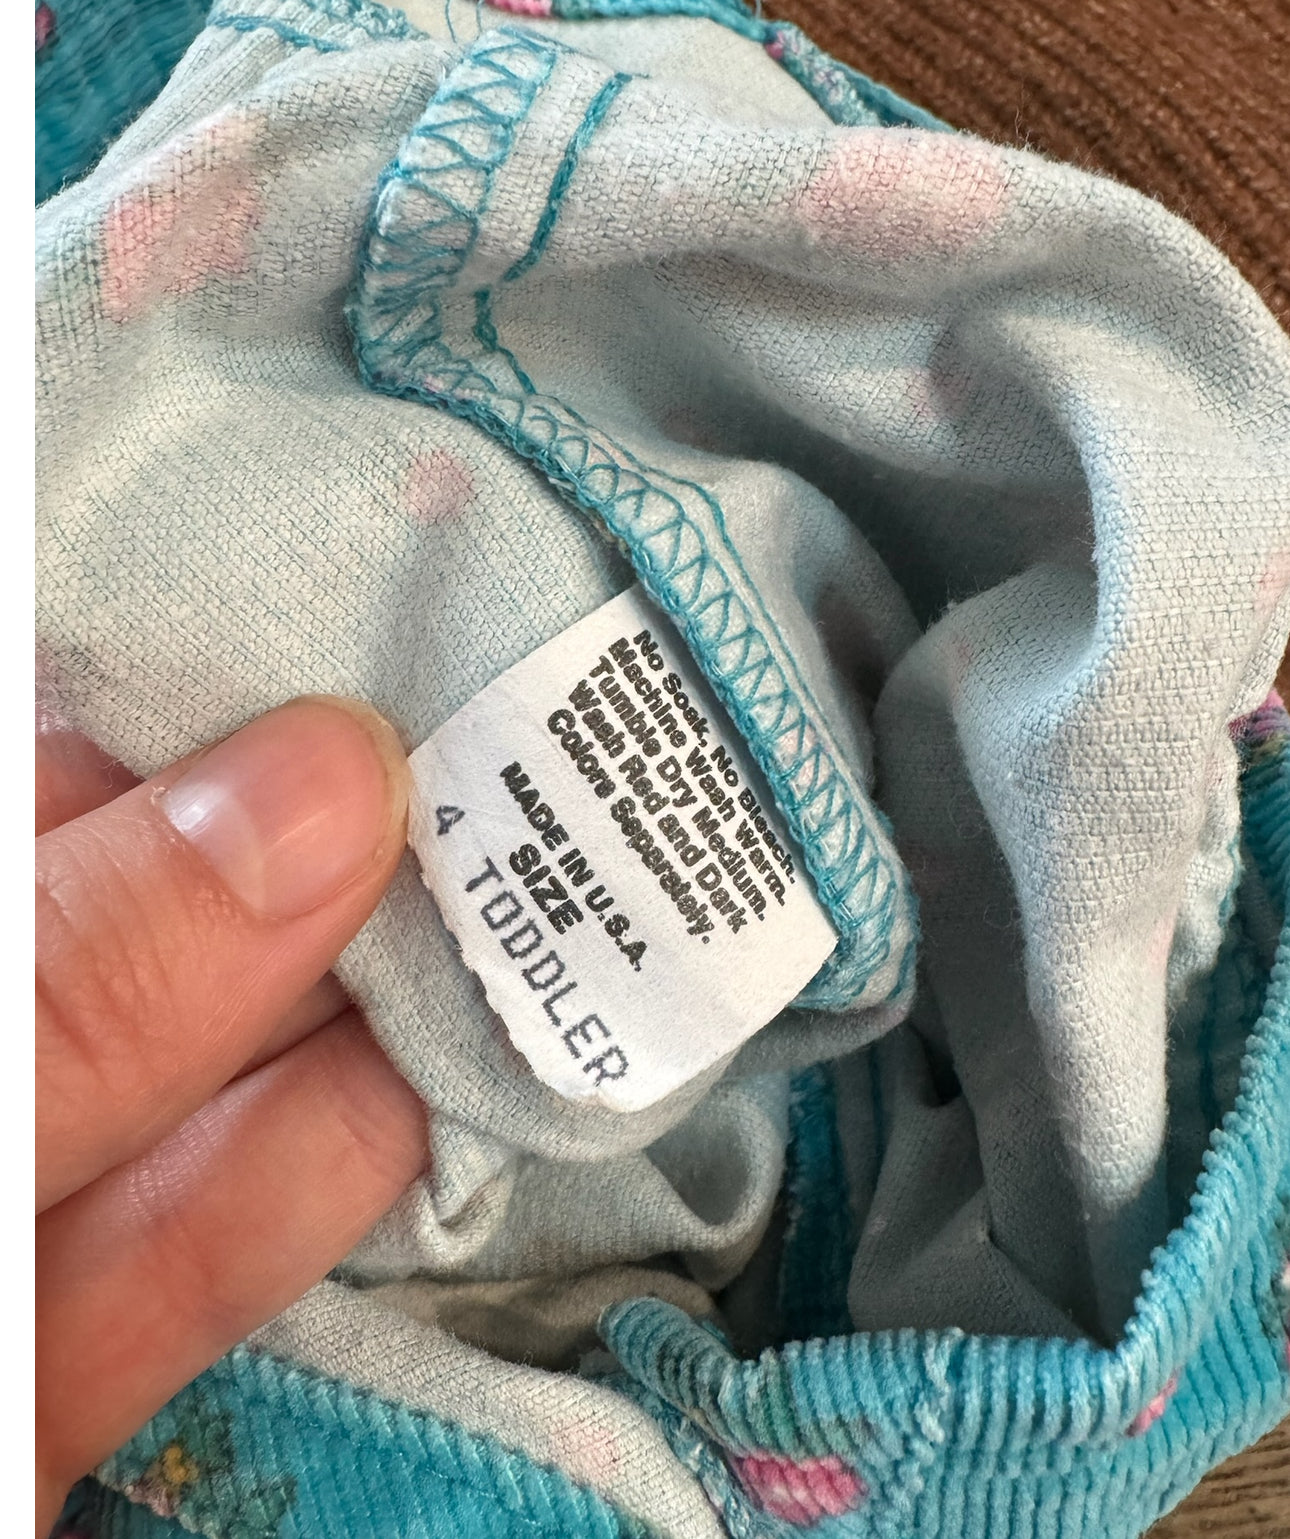 No Soak, No Bleach.
Machine Wash Warm.
Tumble Dry Medium.
Wash Red and Dark
Colors Separately.
MADE IN U.S.A.
SIZE
4 TODDLER